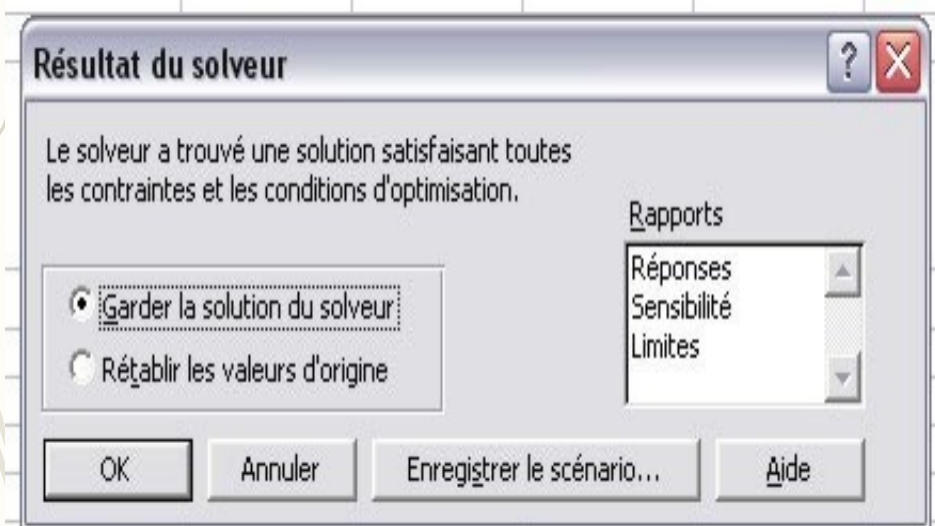 Résultat du solveur
?
X
Le solveur a trouvé une solution satisfaisant toutes
les contraintes et les conditions d'optimisation.
Rapports
Réponses
Sensibilité
Limites
Garder la solution du solveur
Rétablir les valeurs d'origine
OK
Annuler
Enregistrer le scénario...
Aide